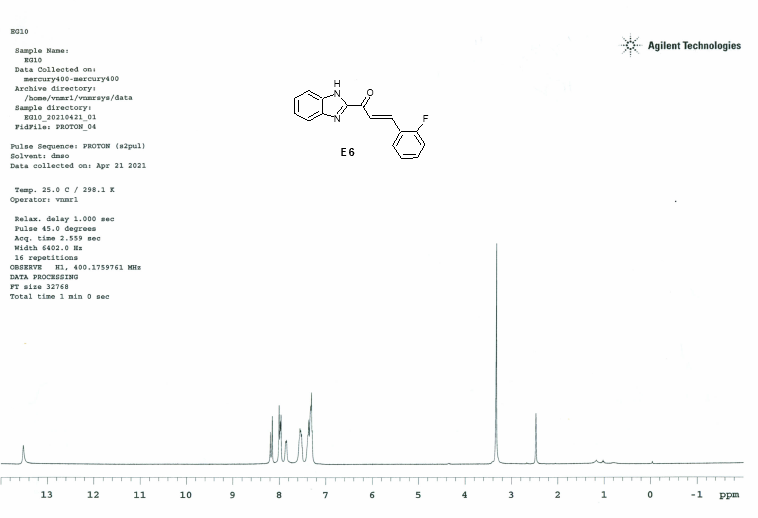 EG10
Sample Name:
EG10
Data Collected on:
mercury400-mercury400
Archive directory:
/home/vnmr1/vnmrsys/data
Sample directory:
EG10_20210421_01
FidFile: PROTON_04
Pulse Sequence: PROTON (s2pul)
Solvent: dmso
Data collected on: Apr 21 2021
Temp. 25.0 C / 298.1 K
Operator: vnmr1
Relax. delay 1.000 sec
Pulse 45.0 degrees
Acq. time 2.559 sec
Width 6402.0 Hz
16 repetitions
OBSERVE H1, 400.1759761 MHz
DATA PROCESSING
FT size 32768
Total time 1 min 0 sec
Agilent Technologies
H
N
O
N
F
E6
13 12 11 10 9 8 7 6 5 4 3 2 1 0 -1 ppm